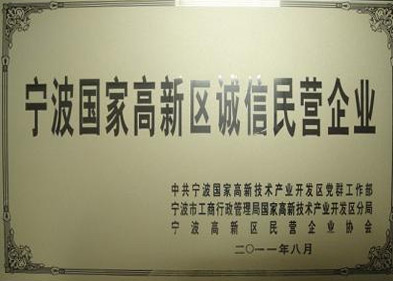 宁波国家高新区诚信民营企业
中共宁波国家高新技术产业开发区党群工作部
宁波市工商行政管理局国家高新技术产业开发区分局
宁波高新区民营企业协会
二〇一一年八月